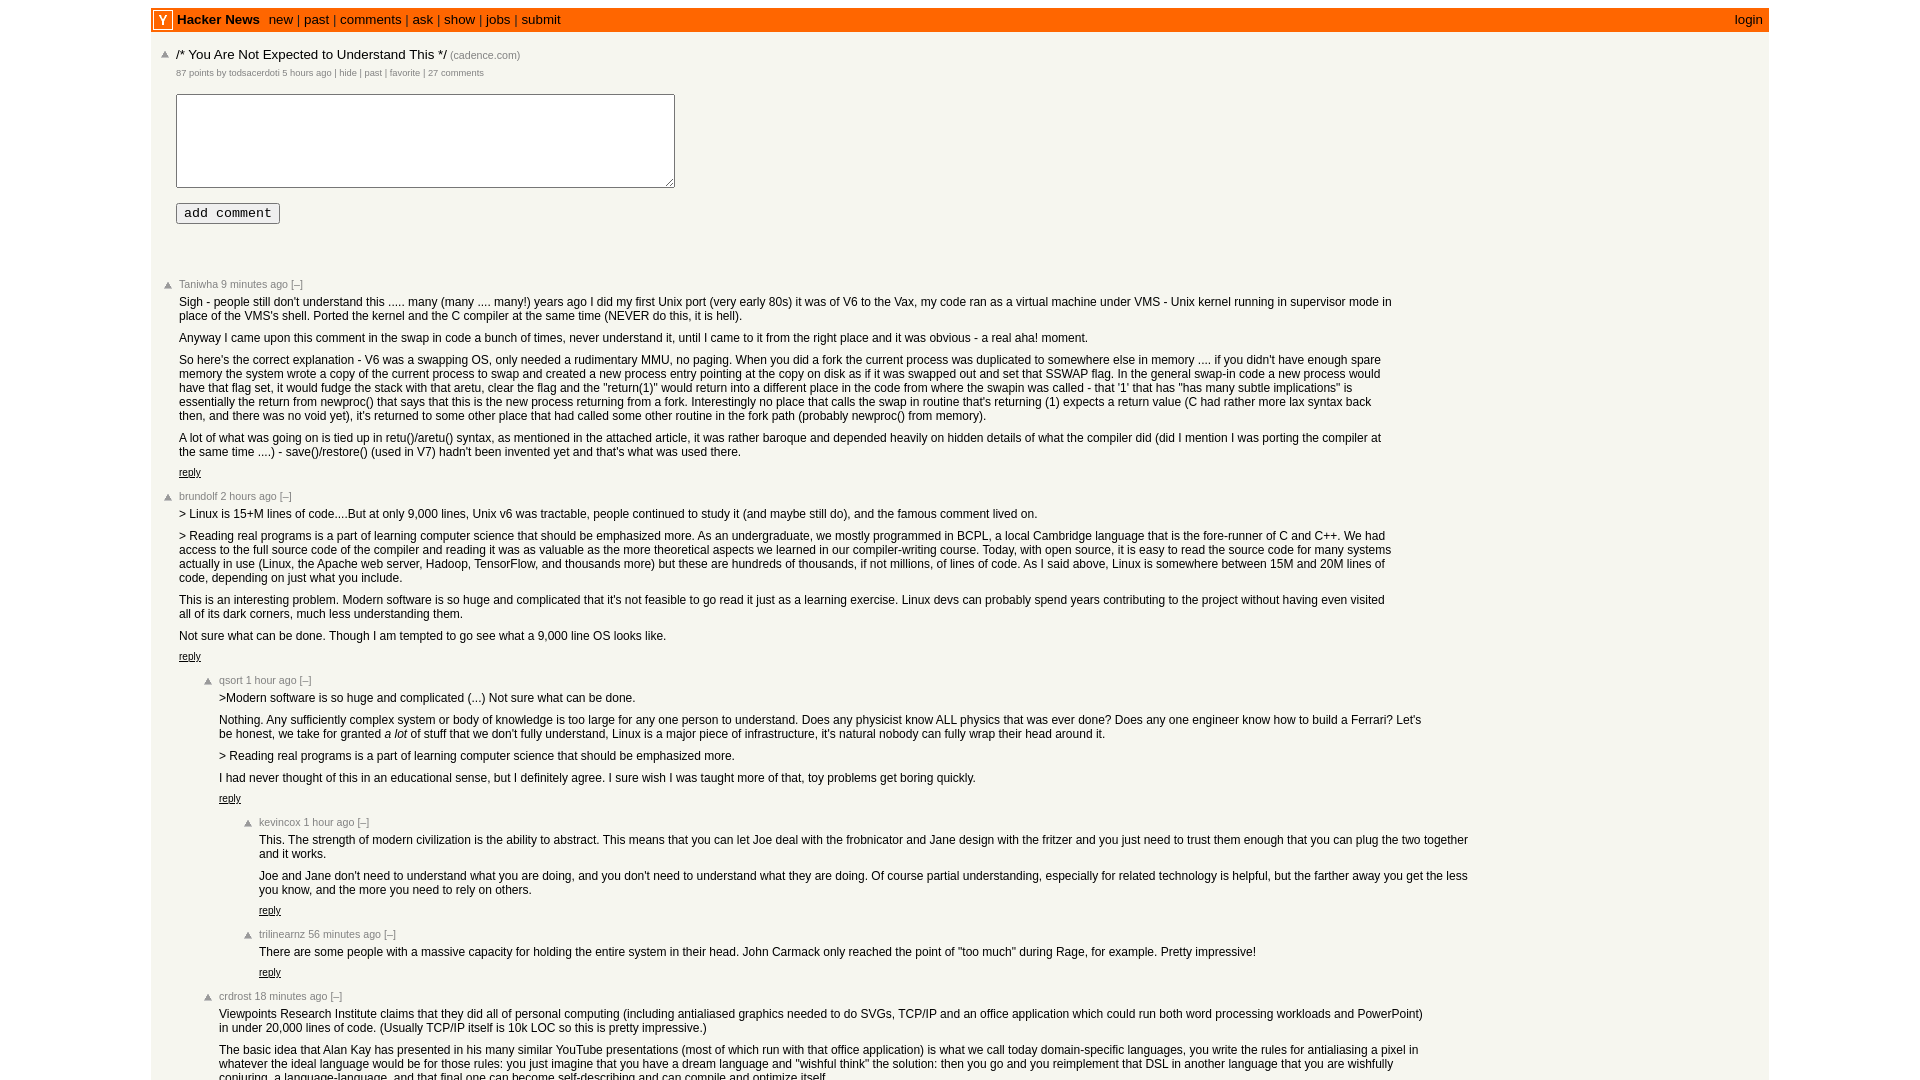 Y Hacker News new | past | comments | ask | show | jobs | submit login
/* You Are Not Expected to Understand This */ (cadence.com)
87 points by todsacerdoti 5 hours ago | hide | past | favorite | 27 comments
add comment
Taniwha 9 minutes ago [–]
Sigh - people still don't understand this ..... many (many .... many!) years ago I did my first Unix port (very early 80s) it was of V6 to the Vax, my code ran as a virtual machine under VMS - Unix kernel running in supervisor mode in
place of the VMS's shell. Ported the kernel and the C compiler at the same time (NEVER do this, it is hell).
Anyway I came upon this comment in the swap in code a bunch of times, never understand it, until I came to it from the right place and it was obvious - a real aha! moment.
So here's the correct explanation - V6 was a swapping OS, only needed a rudimentary MMU, no paging. When you did a fork the current process was duplicated to somewhere else in memory .... if you didn't have enough spare
memory the system wrote a copy of the current process to swap and created a new process entry pointing at the copy on disk as if it was swapped out and set that SSWAP flag. In the general swap-in code a new process would
have that flag set, it would fudge the stack with that aretu, clear the flag and the "return(1)" would return into a different place in the code from where the swapin was called - that '1' that has "has many subtle implications" is
essentially the return from newproc() that says that this is the new process returning from a fork. Interestingly no place that calls the swap in routine that's returning (1) expects a return value (C had rather more lax syntax back
then, and there was no void yet), it's returned to some other place that had called some other routine in the fork path (probably newproc() from memory).
A lot of what was going on is tied up in retu()/aretu() syntax, as mentioned in the attached article, it was rather baroque and depended heavily on hidden details of what the compiler did (did I mention I was porting the compiler at
the same time ....) - save()/restore() (used in V7) hadn't been invented yet and that's what was used there.
reply
brundolf 2 hours ago [–]
> Linux is 15+M lines of code....But at only 9,000 lines, Unix v6 was tractable, people continued to study it (and maybe still do), and the famous comment lived on.
> Reading real programs is a part of learning computer science that should be emphasized more. As an undergraduate, we mostly programmed in BCPL, a local Cambridge language that is the fore-runner of C and C++. We had
access to the full source code of the compiler and reading it was as valuable as the more theoretical aspects we learned in our compiler-writing course. Today, with open source, it is easy to read the source code for many systems
actually in use (Linux, the Apache web server, Hadoop, TensorFlow, and thousands more) but these are hundreds of thousands, if not millions, of lines of code. As I said above, Linux is somewhere between 15M and 20M lines of
code, depending on just what you include.
This is an interesting problem. Modern software is so huge and complicated that it's not feasible to go read it just as a learning exercise. Linux devs can probably spend years contributing to the project without having even visited
all of its dark corners, much less understanding them.
Not sure what can be done. Though I am tempted to go see what a 9,000 line OS looks like.
reply
qsort 1 hour ago [–]
>Modern software is so huge and complicated (...) Not sure what can be done.
Nothing. Any sufficiently complex system or body of knowledge is too large for any one person to understand. Does any physicist know ALL physics that was ever done? Does any one engineer know how to build a Ferrari? Let's
be honest, we take for granted a lot of stuff that we don't fully understand, Linux is a major piece of infrastructure, it's natural nobody can fully wrap their head around it.
> Reading real programs is a part of learning computer science that should be emphasized more.
I had never thought of this in an educational sense, but I definitely agree. I sure wish I was taught more of that, toy problems get boring quickly.
reply
kevincox 1 hour ago [–]
This. The strength of modern civilization is the ability to abstract. This means that you can let Joe deal with the frobnicator and Jane design with the fritzer and you just need to trust them enough that you can plug the two together
and it works.
Joe and Jane don't need to understand what you are doing, and you don't need to understand what they are doing. Of course partial understanding, especially for related technology is helpful, but the farther away you get the less
you know, and the more you need to rely on others.
reply
trilinearnz 56 minutes ago [–]
There are some people with a massive capacity for holding the entire system in their head. John Carmack only reached the point of "too much" during Rage, for example. Pretty impressive!
reply
crdrost 18 minutes ago [–]
Viewpoints Research Institute claims that they did all of personal computing (including antialiased graphics needed to do SVGs, TCP/IP and an office application which could run both word processing workloads and PowerPoint)
in under 20,000 lines of code. (Usually TCP/IP itself is 10k LOC so this is pretty impressive.)
The basic idea that Alan Kay has presented in his many similar YouTube presentations (most of which run with that office application) is what we call today domain-specific languages, you write the rules for antialiasing a pixel in
whatever the ideal language would be for those rules: you just imagine that you have a dream language and "wishful think" the solution: then you go and you reimplement that DSL in another language that you are wishfully
conjuring, a language-language, and that final one can become self-describing and can compile and optimize itself.